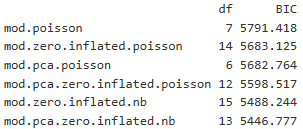 df BIC
mod.poisson 7 5791.418
mod.zero.inflated.poisson 14 5683.125
mod.pca.poisson 6 5682.764
mod.pca.zero.inflated.poisson 12 5598.517
mod.zero.inflated.nb 15 5488.244
mod.pca.zero.inflated.nb 13 5446.777